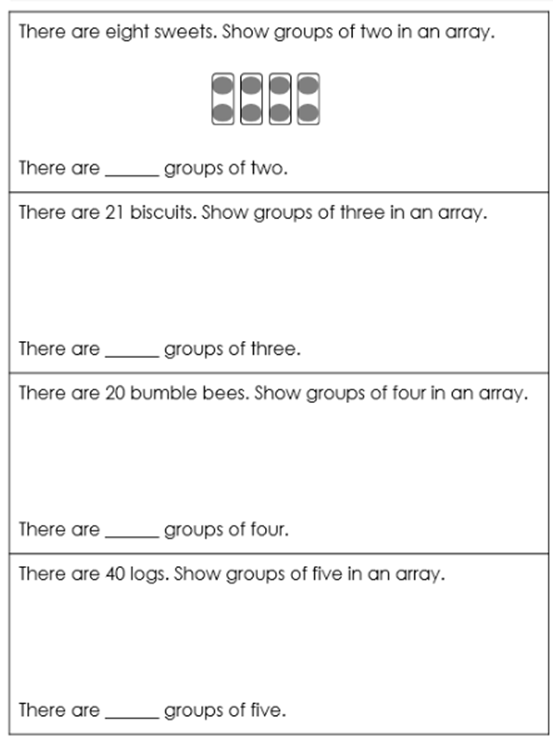 There are eight sweets. Show groups of two in an array.
There are ______ groups of two.
There are 21 biscuits. Show groups of three in an array.
There are ______ groups of three.
There are 20 bumble bees. Show groups of four in an array.
There are ______ groups of four.
There are 40 logs. Show groups of five in an array.
There are ______ groups of five.